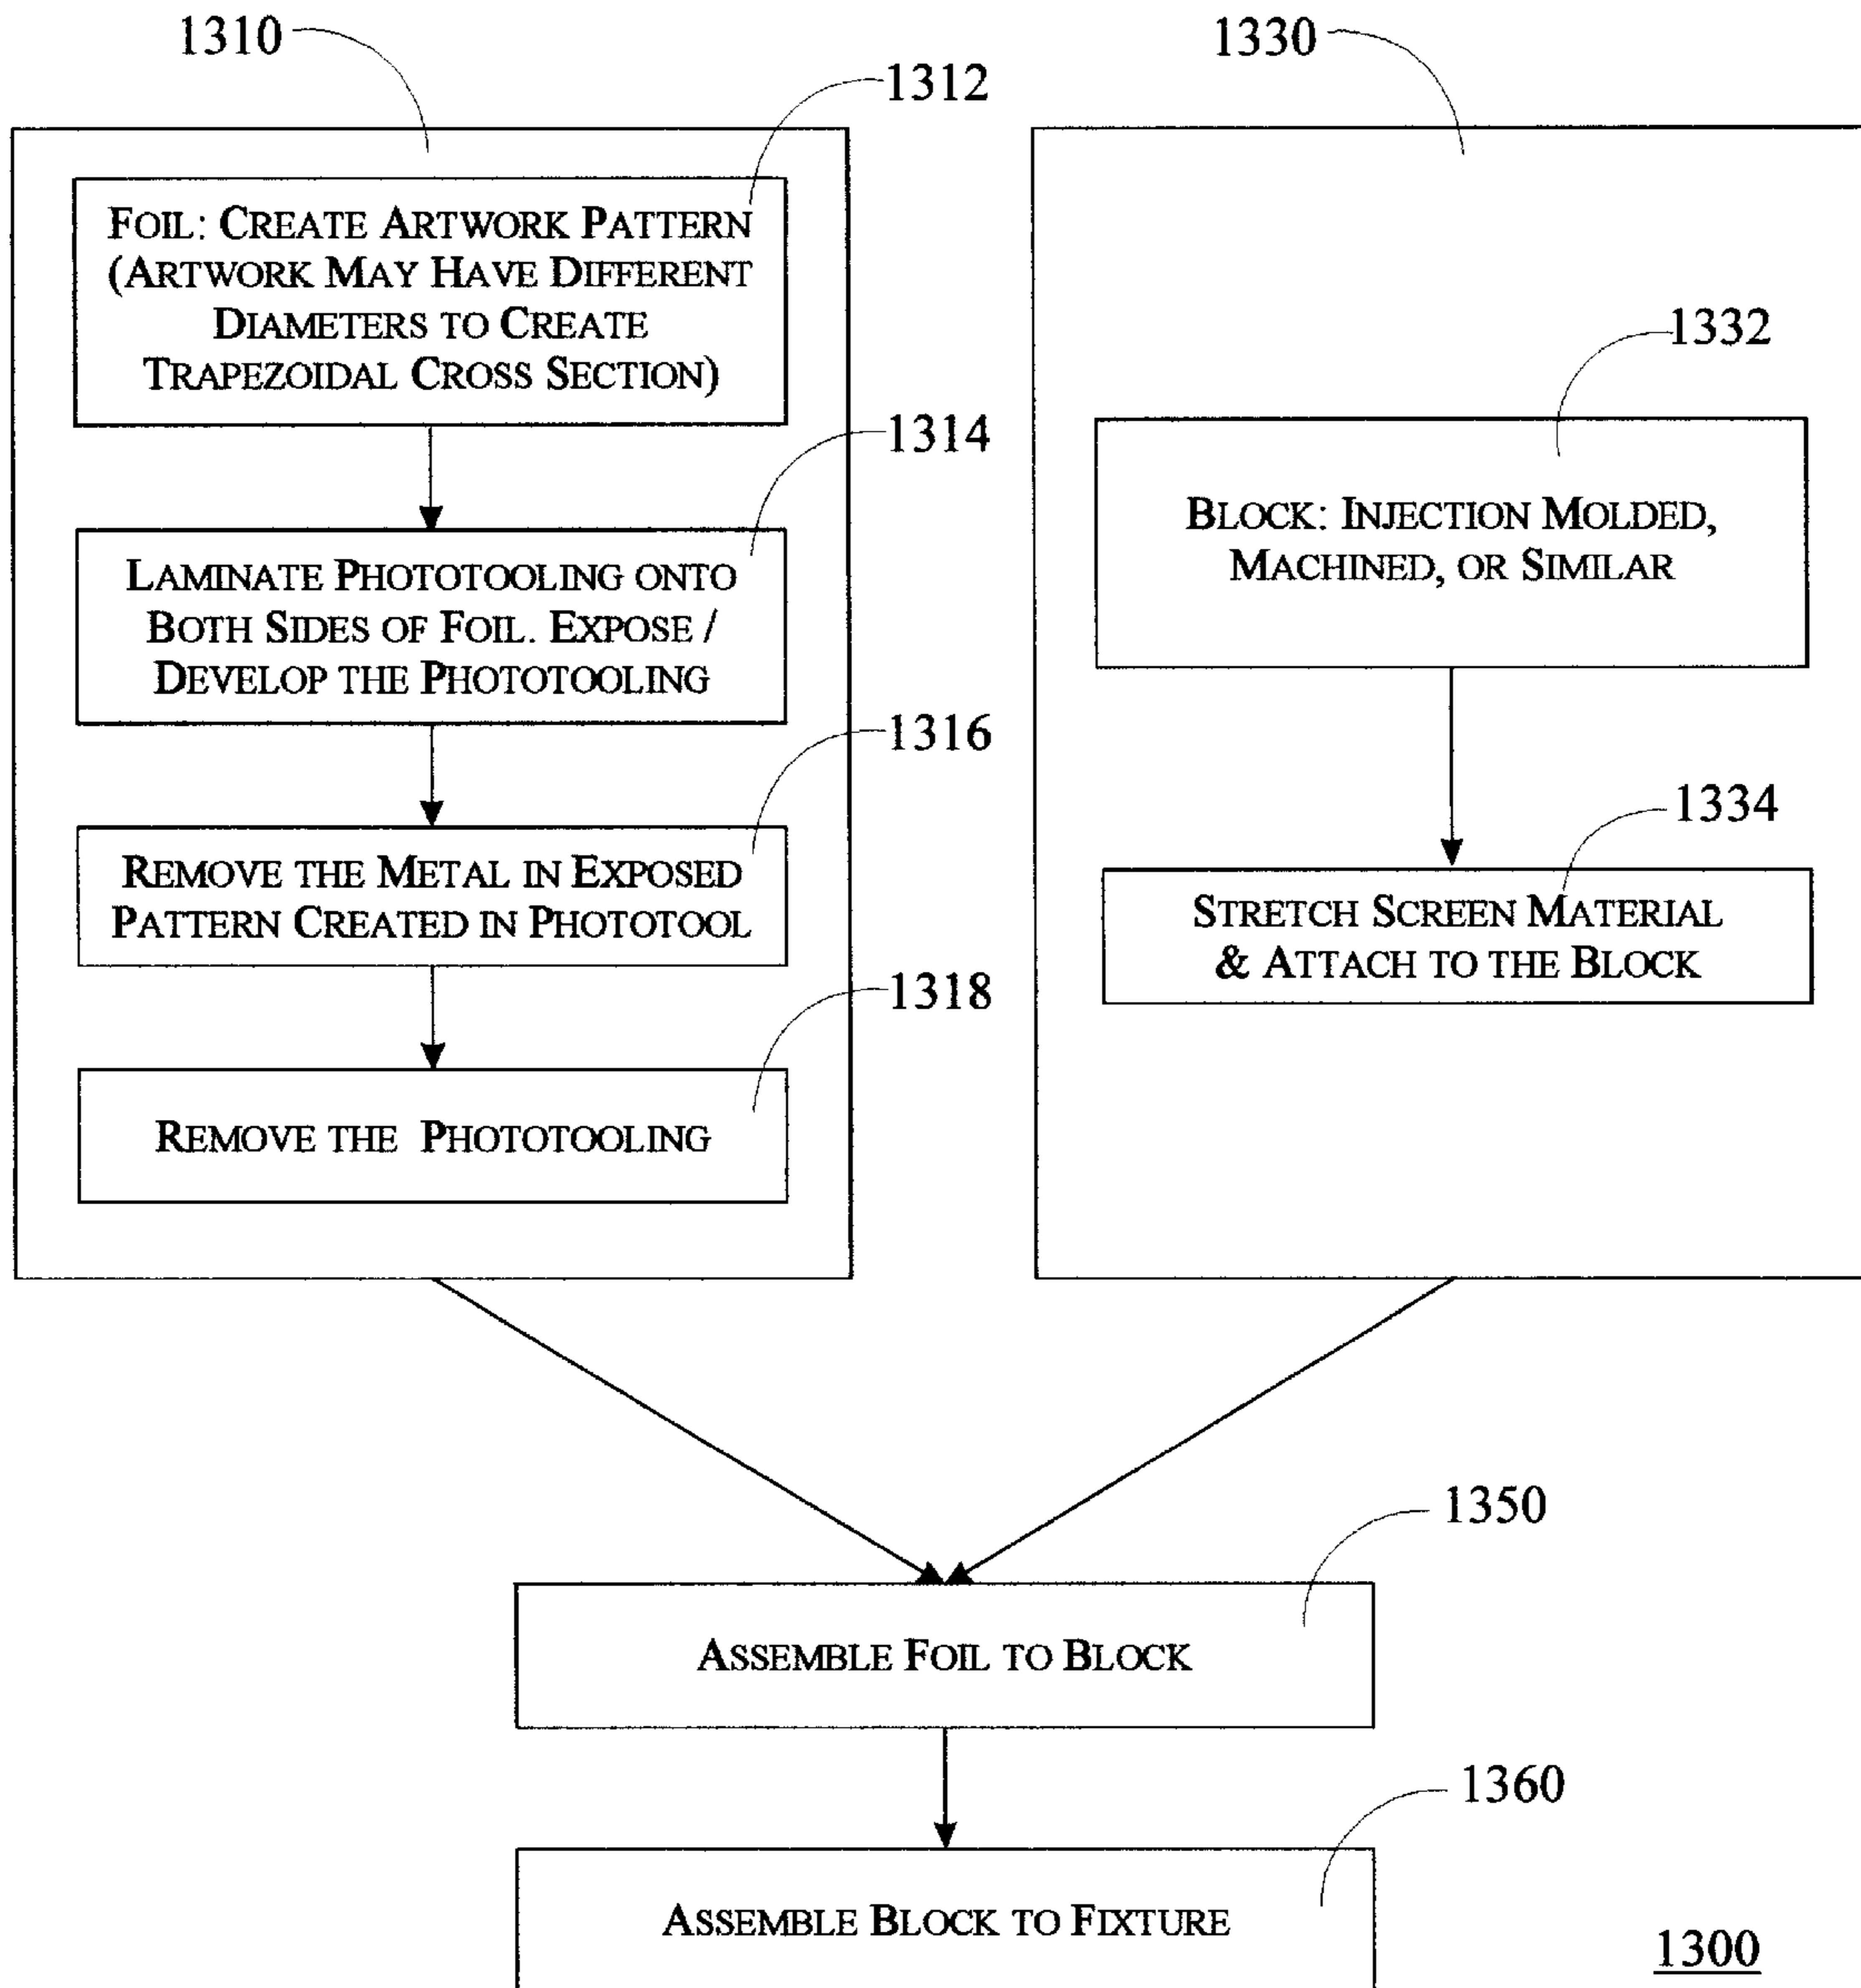 1310
1330
1312
FOIL: CREATE ARTWORK PATTERN
(ARTWORK MAY HAVE DIFFERENT
DIAMETERS TO CREATE
TRAPEZOIDAL CROSS SECTION)
1314
LAMINATE PHOTOTOOLING ONTO
BOTH SIDES OF FOIL. EXPOSE /
DEVELOP THE PHOTOTOOLING
1316
REMOVE THE METAL IN EXPOSED
PATTERN CREATED IN PHOTOTOOL
1318
REMOVE THE PHOTOTOOLING
1332
BLOCK: INJECTION MOLDED,
MACHINED, OR SIMILAR
1334
STRETCH SCREEN MATERIAL
& ATTACH TO THE BLOCK
1350
ASSEMBLE FOIL TO BLOCK
1360
ASSEMBLE BLOCK TO FIXTURE
1300